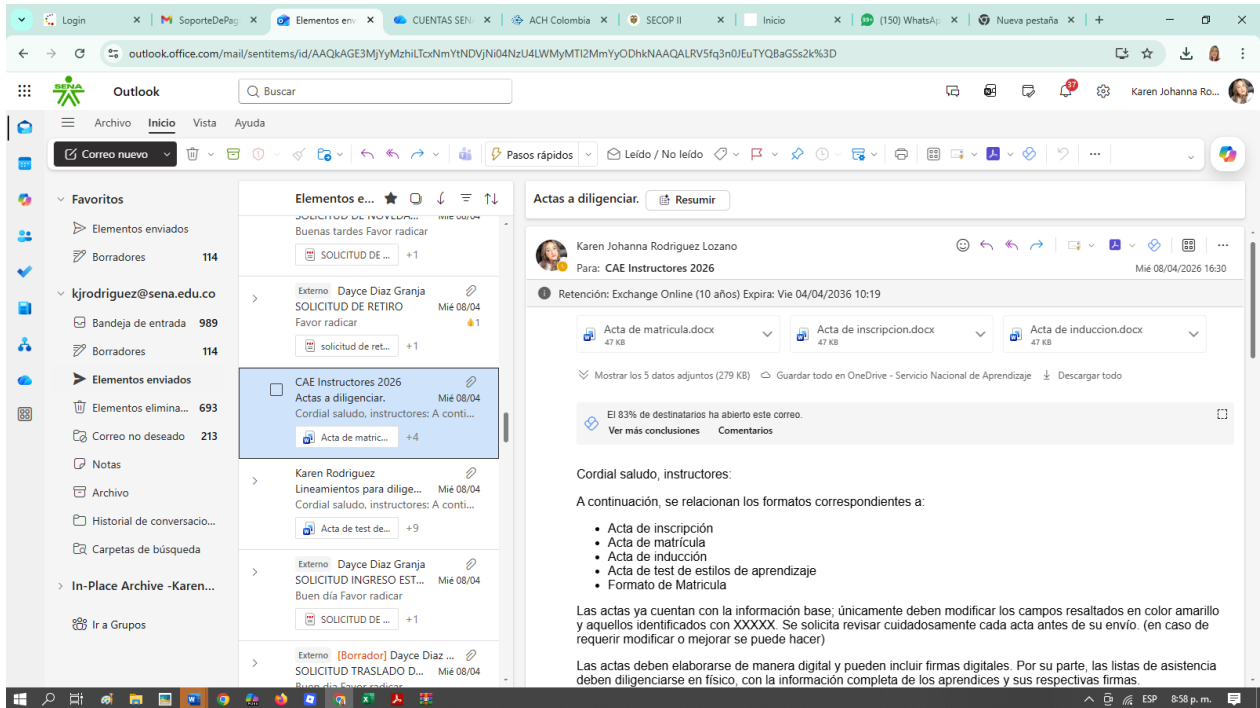 Login
SoporteDePag
Elementos env
CUENTAS SEN
ACH Colombia
SECOP II
Inicio
(150) WhatsAp
Nueva pestaña
outlook.office.com/mail/sentitems/id/AAQkAGE3MjYyMzhiLTcxNmYtNDVjNi04NzU4LWMyMTI2MmYyODhkNAAQALRV5fq3n0JEuTYQBaGSs2k%3D
SENA
Outlook
Buscar
37
Karen Johanna Ro...
Archivo
Inicio
Vista
Ayuda
Correo nuevo
Pasos rápidos
Leído / No leído
Favoritos
Elementos enviados
Borradores 114
kjrodriguez@sena.edu.co
Bandeja de entrada 989
Borradores 114
Elementos enviados
Elementos elimina... 693
Correo no deseado 213
Notas
Archivo
Historial de conversacio...
Carpetas de búsqueda
In-Place Archive -Karen...
Ir a Grupos
Elementos e...
SOLICITUD DE NOVEDA... Mié 08/04
Buenas tardes Favor radicar
SOLICITUD DE ... +1
Externo Dayce Diaz Granja
SOLICITUD DE RETIRO Mié 08/04
Favor radicar 1
solicitud de ret... +1
CAE Instructores 2026
Actas a diligenciar. Mié 08/04
Cordial saludo, instructores: A conti...
Acta de matric... +4
Karen Rodriguez
Lineamientos para dilige... Mié 08/04
Cordial saludo, instructores: A conti...
Acta de test de... +9
Externo Dayce Diaz Granja
SOLICITUD INGRESO EST... Mié 08/04
Buen día Favor radicar
SOLICITUD DE ... +1
Externo [Borrador] Dayce Diaz ...
SOLICITUD TRASLADO D... Mié 08/04
Buen dia Favor radicar
Actas a diligenciar.
Resumir
Karen Johanna Rodriguez Lozano
Para: CAE Instructores 2026
Mié 08/04/2026 16:30
Retención: Exchange Online (10 años) Expira: Vie 04/04/2036 10:19
Acta de matricula.docx
47 KB
Acta de inscripcion.docx
47 KB
Acta de induccion.docx
47 KB
Mostrar los 5 datos adjuntos (279 KB)
Guardar todo en OneDrive - Servicio Nacional de Aprendizaje
Descargar todo
El 83% de destinatarios ha abierto este correo.
Ver más conclusiones
Comentarios
Cordial saludo, instructores:
A continuación, se relacionan los formatos correspondientes a:
• Acta de inscripción
• Acta de matrícula
• Acta de inducción
• Acta de test de estilos de aprendizaje
• Formato de Matricula
Las actas ya cuentan con la información base; únicamente deben modificar los campos resaltados en color amarillo
y aquellos identificados con XXXXX. Se solicita revisar cuidadosamente cada acta antes de su envío. (en caso de
requerir modificar o mejorar se puede hacer)
Las actas deben elaborarse de manera digital y pueden incluir firmas digitales. Por su parte, las listas de asistencia
deben diligenciarse en físico, con la información completa de los aprendices y sus respectivas firmas.
ESP
8:58 p. m.